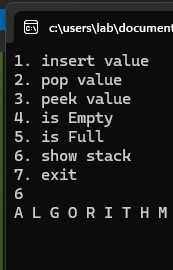 c:\users\lab\document
1. insert value
2. pop value
3. peek value
4. is Empty
5. is Full
6. show stack
7. exit
6
A L G O R I T H M